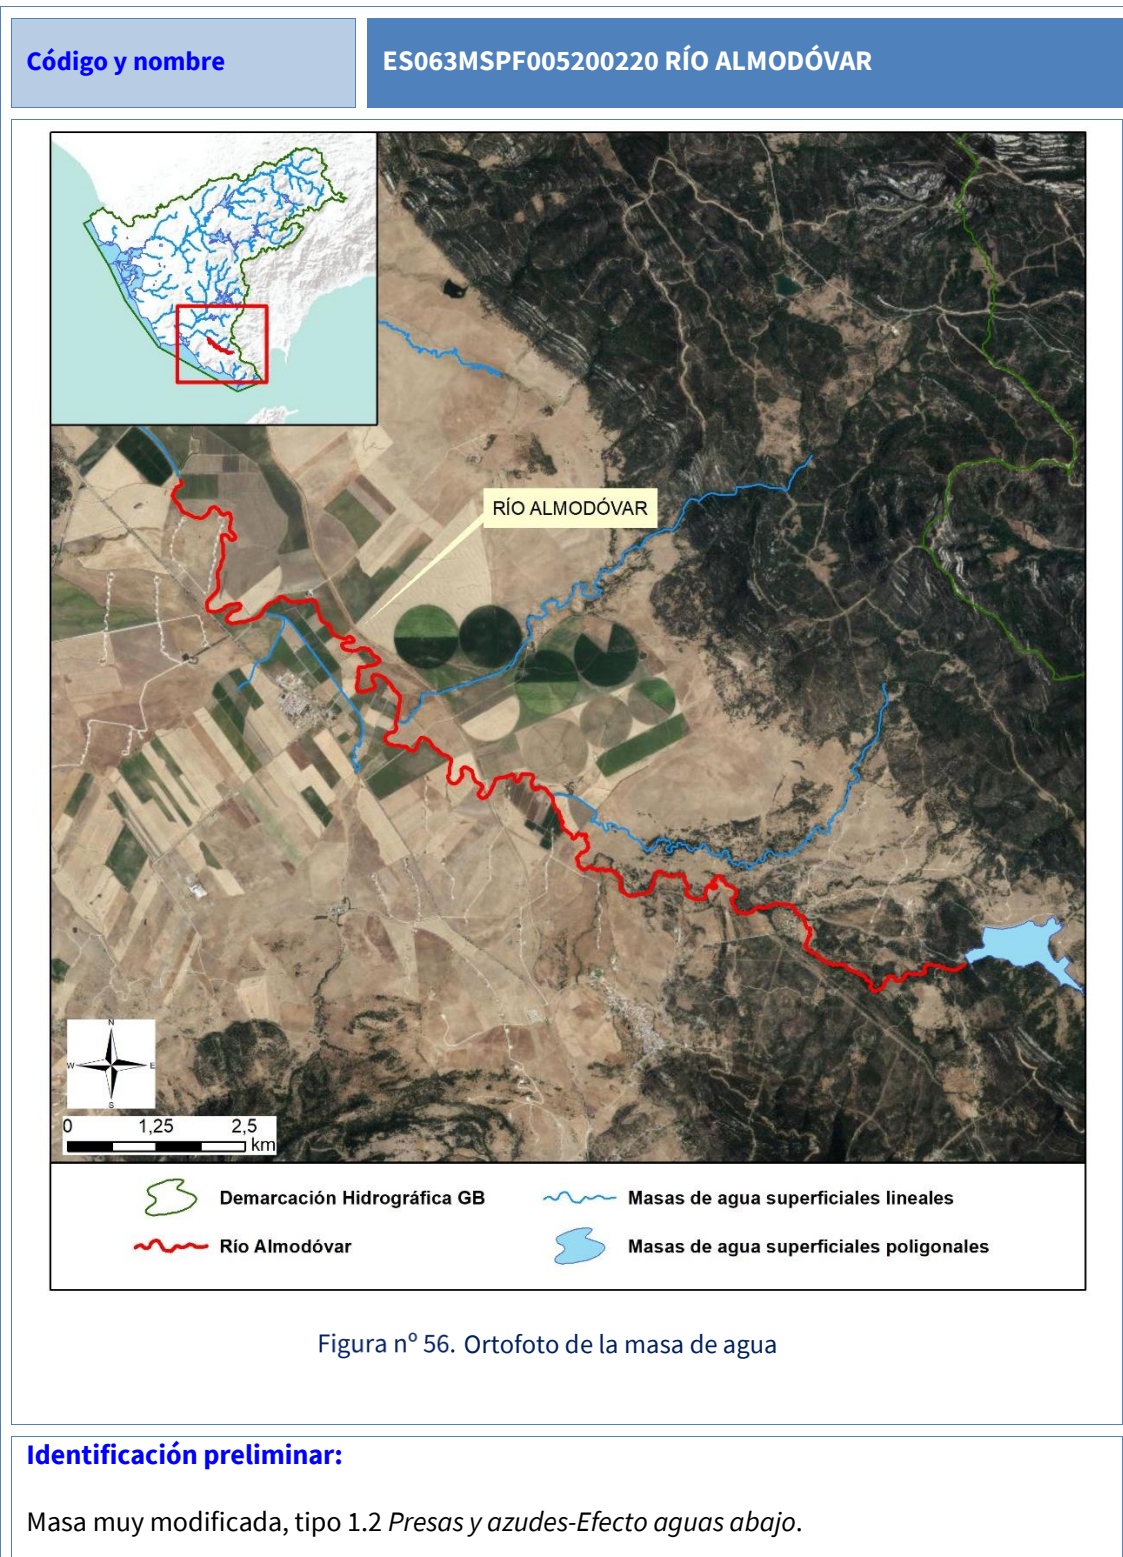 Código y nombre
ES063MSPF005200220 RÍO ALMODÓVAR
RÍO ALMODÓVAR
N
W E
S
0 1,25 2,5
km
Demarcación Hidrográfica GB
Masas de agua superficiales lineales
Río Almodóvar
Masas de agua superficiales poligonales
Figura nº 56. Ortofoto de la masa de agua
Identificación preliminar:
Masa muy modificada, tipo 1.2 Presas y azudes-Efecto aguas abajo.